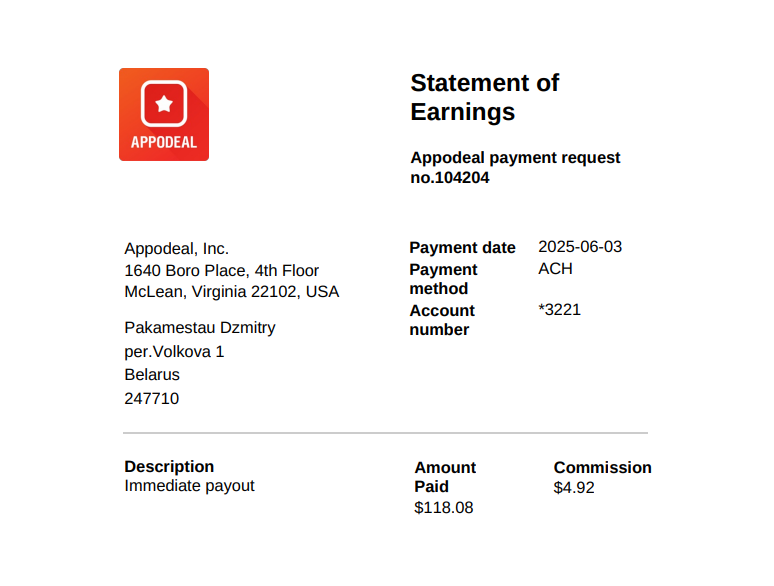 APPODEAL
Statement of
Earnings
Appodeal payment request
no.104204
Appodeal, Inc.
1640 Boro Place, 4th Floor
McLean, Virginia 22102, USA
Pakamestau Dzmitry
per.Volkova 1
Belarus
247710
Payment date 2025-06-03
Payment ACH
method
Account *3221
number
Description
Immediate payout
Amount
Paid
$118.08
Commission
$4.92